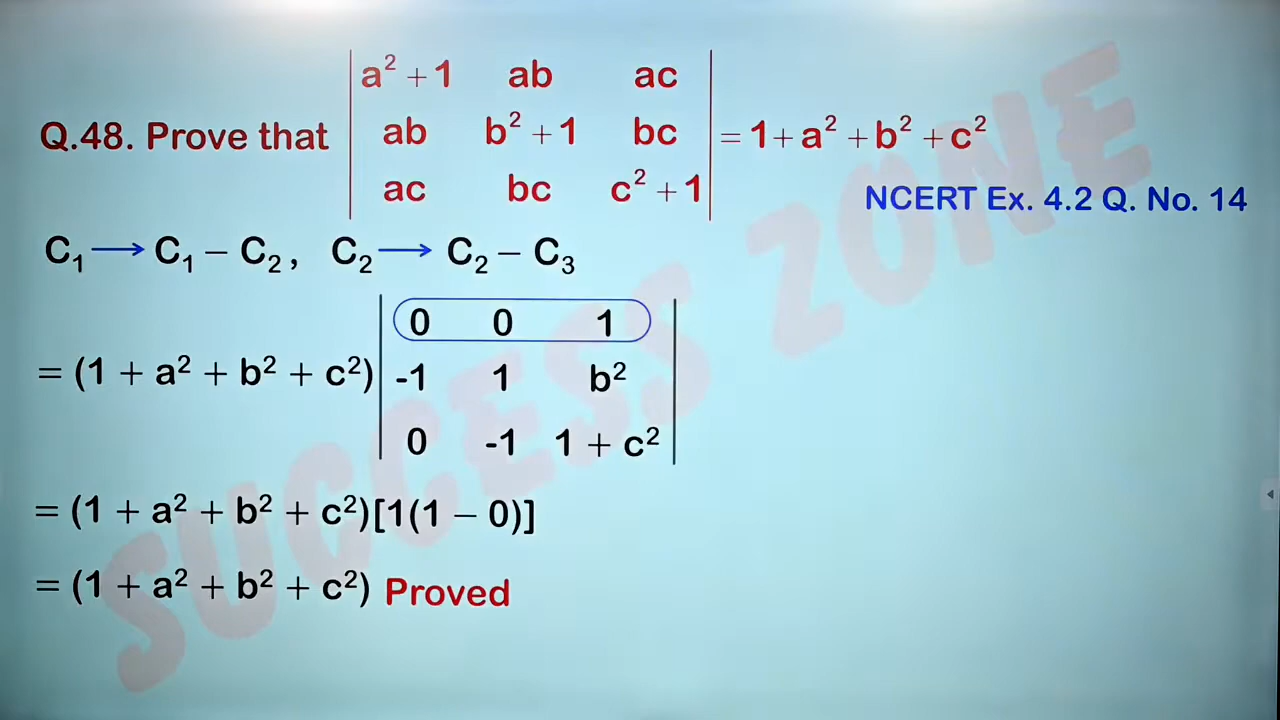 Q.48. Prove that | a² + 1 ab ac | = 1 + a² + b² + c²
| ab b² + 1 bc |
| ac bc c² + 1 |
NCERT Ex. 4.2 Q. No. 14
C₁ → C₁ − C₂, C₂ → C₂ − C₃
= (1 + a² + b² + c²) | 0 0 1 |
| -1 1 b² |
| 0 -1 1 + c² |
= (1 + a² + b² + c²)[1(1 − 0)]
= (1 + a² + b² + c²) Proved
SUCCESS ZONE